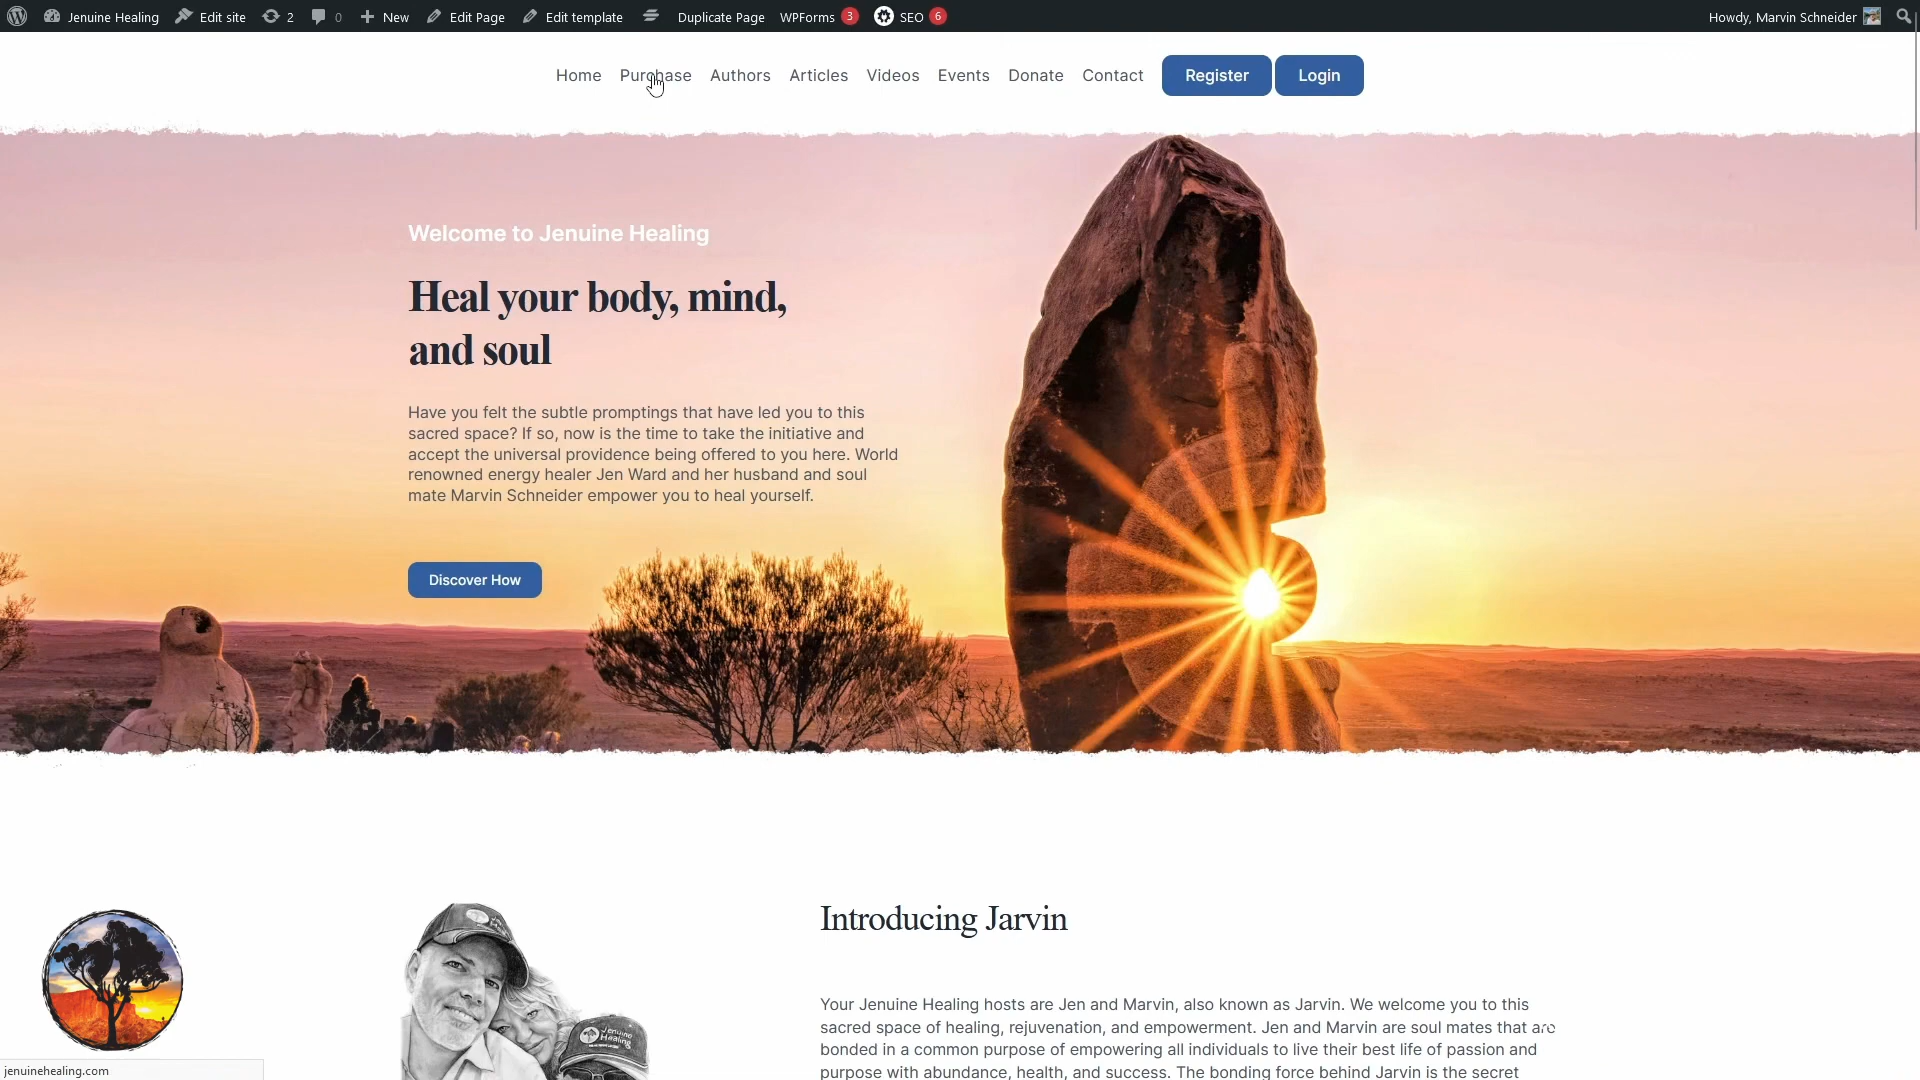 Jenuine Healing Edit site 2 0 New Edit Page Edit template Duplicate Page WPForms 3 SEO 6 Howdy, Marvin Schneider
Home Purchase Authors Articles Videos Events Donate Contact Register Login
Welcome to Jenuine Healing
Heal your body, mind,
and soul
Have you felt the subtle promptings that have led you to this
sacred space? If so, now is the time to take the initiative and
accept the universal providence being offered to you here. World
renowned energy healer Jen Ward and her husband and soul
mate Marvin Schneider empower you to heal yourself.
Discover How
Introducing Jarvin
Your Jenuine Healing hosts are Jen and Marvin, also known as Jarvin. We welcome you to this
sacred space of healing, rejuvenation, and empowerment. Jen and Marvin are soul mates that are
bonded in a common purpose of empowering all individuals to live their best life of passion and
purpose with abundance, health, and success. The bonding force behind Jarvin is the secret
Jenuine
Healing
jenuinehealing.com